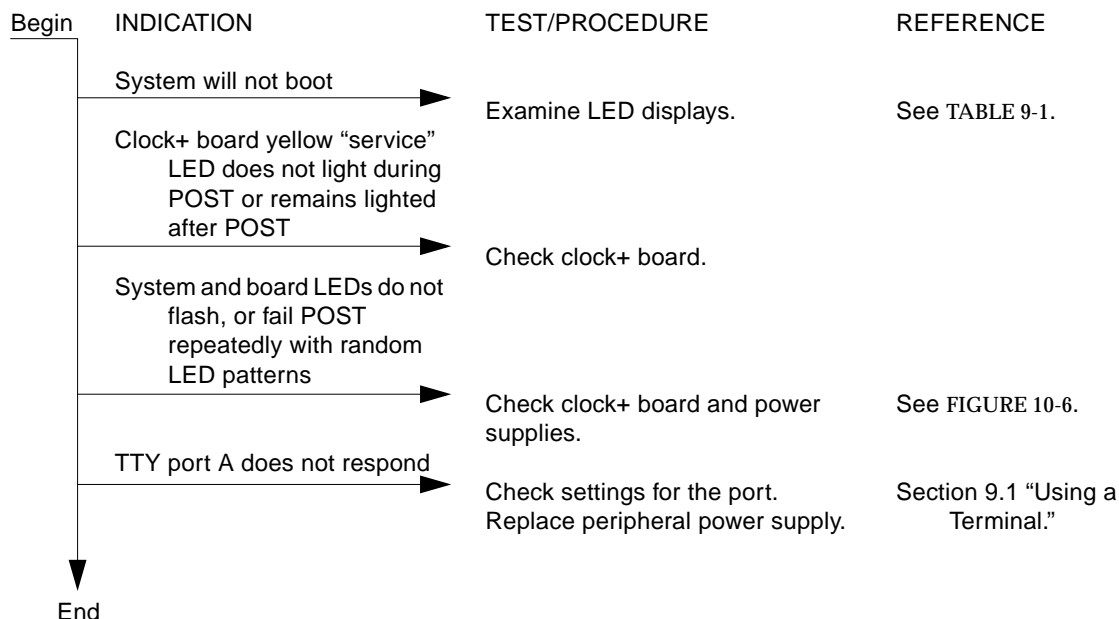 Begin INDICATION TEST/PROCEDURE REFERENCE
System will not boot
Examine LED displays. See TABLE 9-1.
Clock+ board yellow “service”
LED does not light during
POST or remains lighted
after POST
Check clock+ board.
System and board LEDs do not
flash, or fail POST
repeatedly with random
LED patterns
Check clock+ board and power See FIGURE 10-6.
supplies.
TTY port A does not respond
Check settings for the port. Section 9.1 “Using a
Replace peripheral power supply. Terminal.”
End